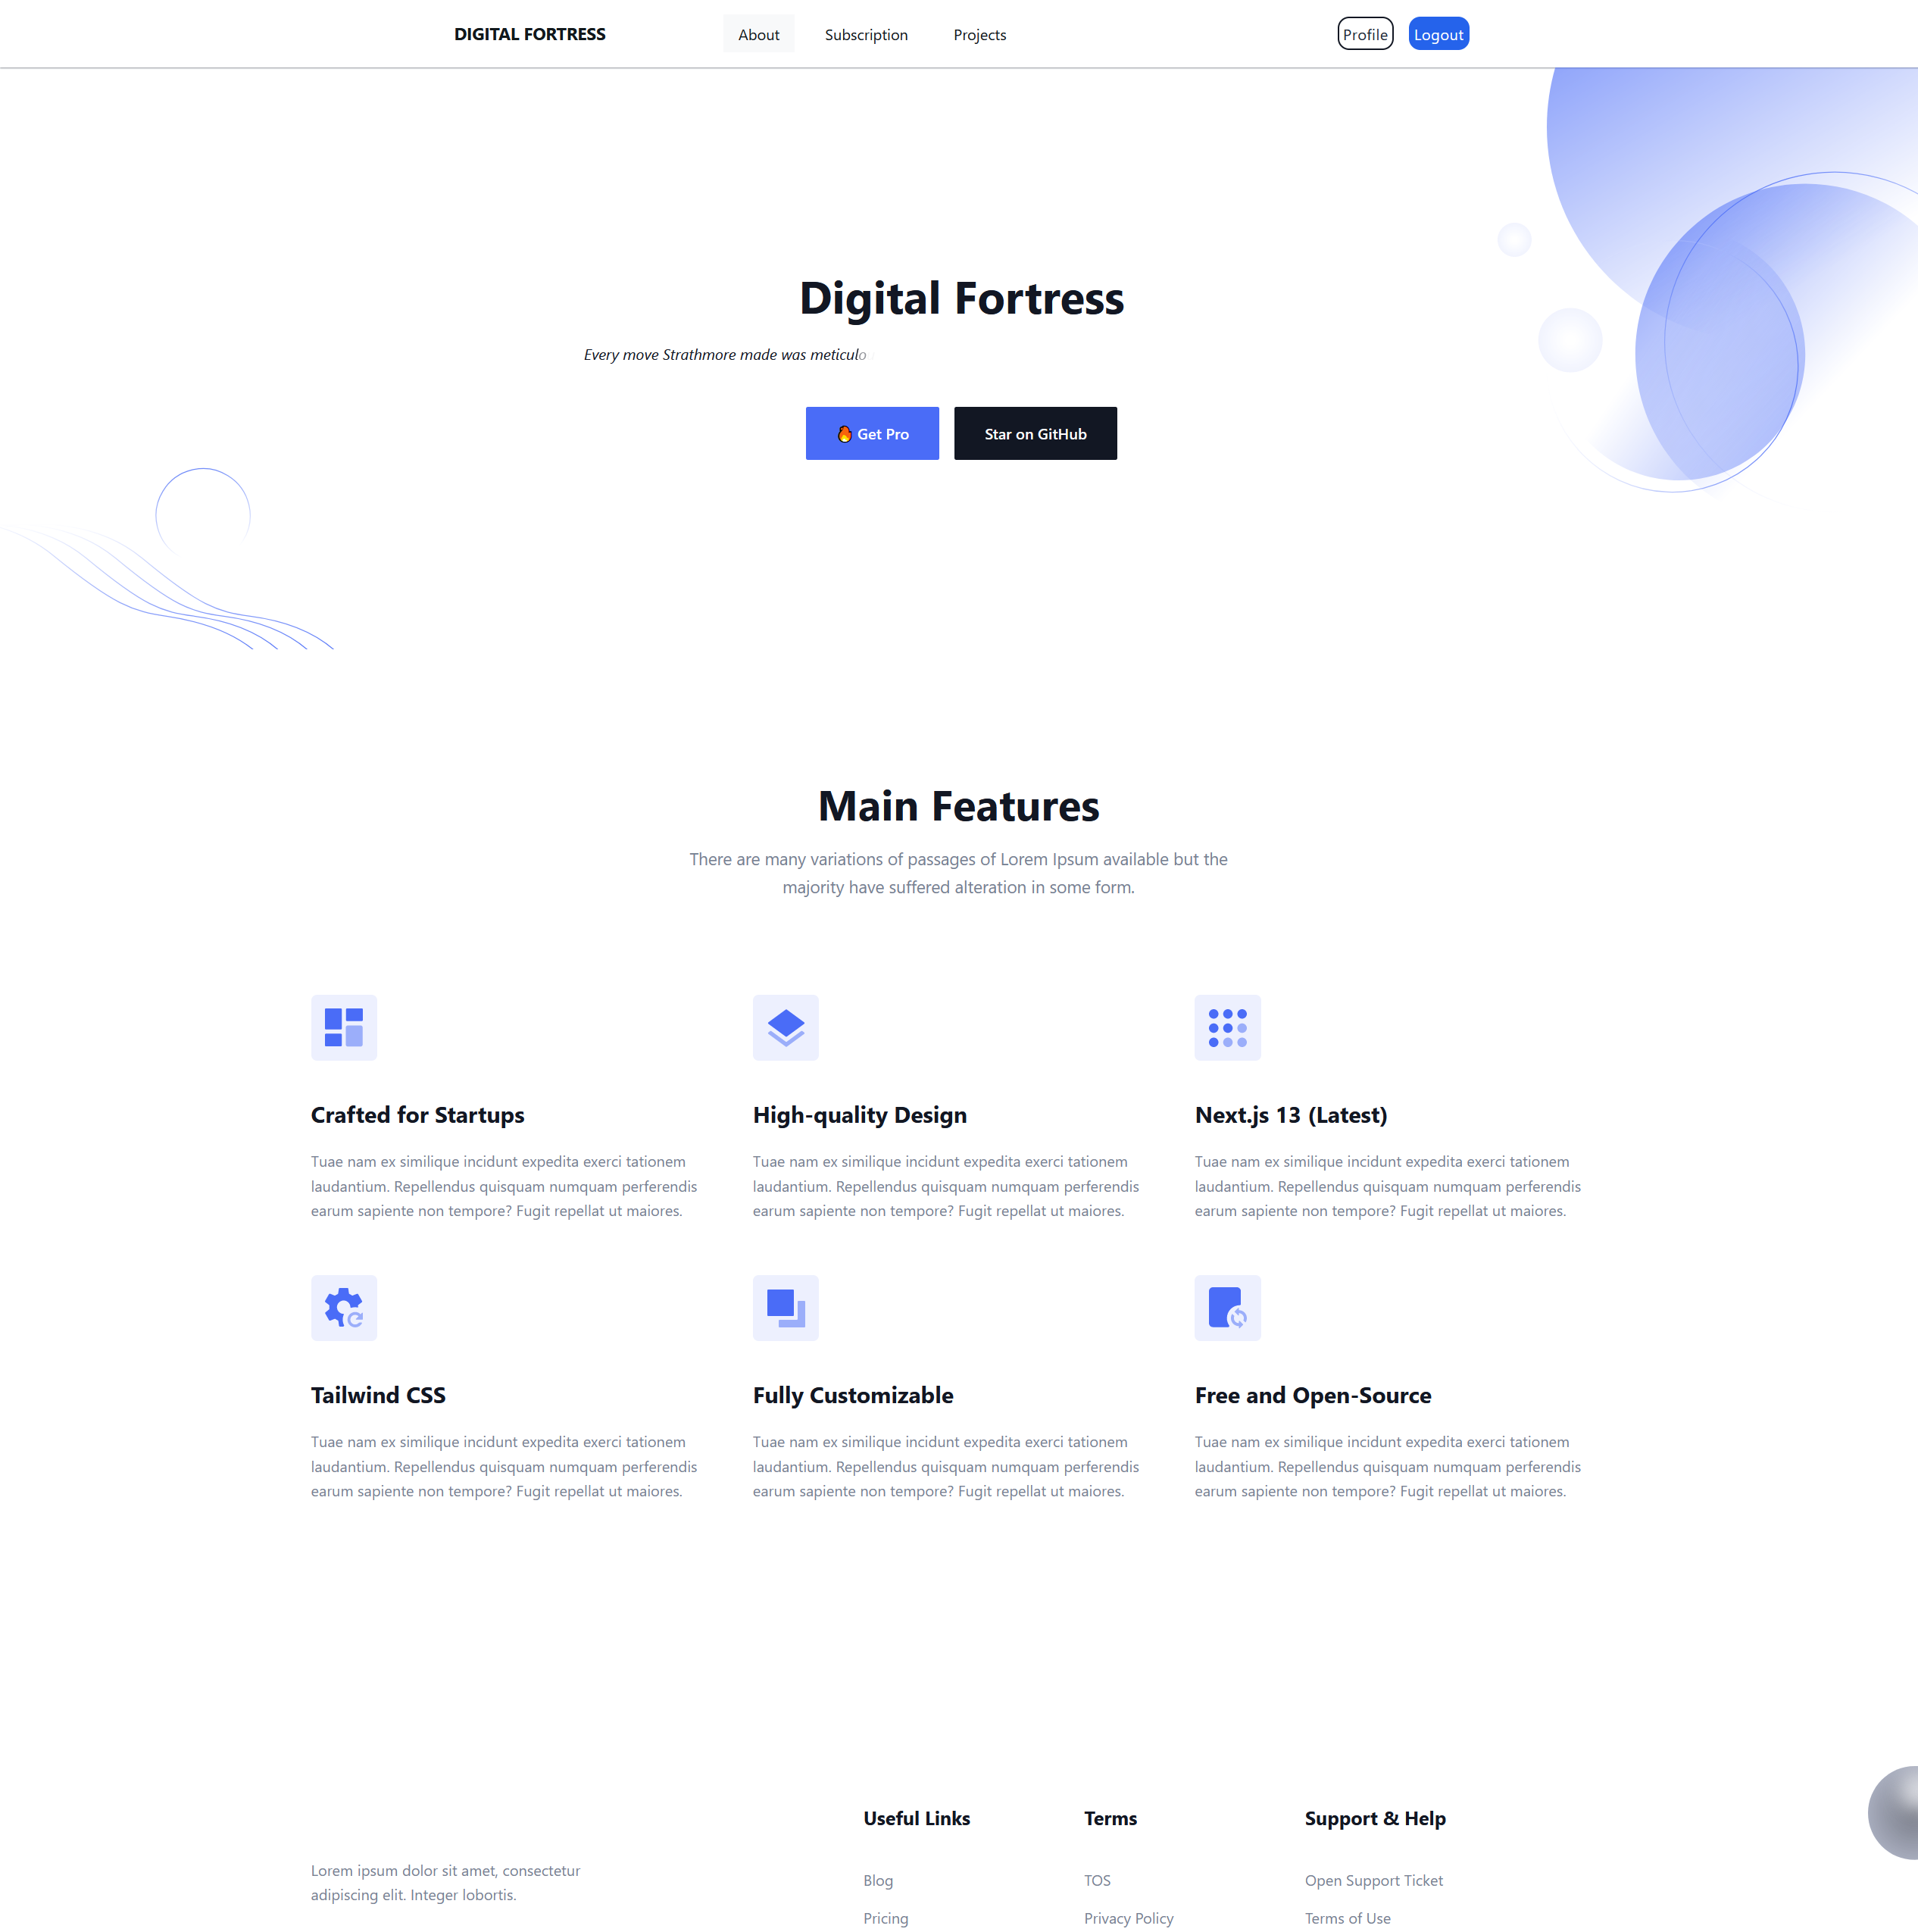 DIGITAL FORTRESS
About
Subscription
Projects
Profile
Logout
Digital Fortress
Every move Strathmore made was meticulo
🔥 Get Pro
Star on GitHub
Main Features
There are many variations of passages of Lorem Ipsum available but the
majority have suffered alteration in some form.
Crafted for Startups
Tuae nam ex similique incidunt expedita exerci tationem
laudantium. Repellendus quisquam numquam perferendis
earum sapiente non tempore? Fugit repellat ut maiores.
High-quality Design
Tuae nam ex similique incidunt expedita exerci tationem
laudantium. Repellendus quisquam numquam perferendis
earum sapiente non tempore? Fugit repellat ut maiores.
Next.js 13 (Latest)
Tuae nam ex similique incidunt expedita exerci tationem
laudantium. Repellendus quisquam numquam perferendis
earum sapiente non tempore? Fugit repellat ut maiores.
Tailwind CSS
Tuae nam ex similique incidunt expedita exerci tationem
laudantium. Repellendus quisquam numquam perferendis
earum sapiente non tempore? Fugit repellat ut maiores.
Fully Customizable
Tuae nam ex similique incidunt expedita exerci tationem
laudantium. Repellendus quisquam numquam perferendis
earum sapiente non tempore? Fugit repellat ut maiores.
Free and Open-Source
Tuae nam ex similique incidunt expedita exerci tationem
laudantium. Repellendus quisquam numquam perferendis
earum sapiente non tempore? Fugit repellat ut maiores.
Lorem ipsum dolor sit amet, consectetur
adipiscing elit. Integer lobortis.
Useful Links
Blog
Pricing
Terms
TOS
Privacy Policy
Support & Help
Open Support Ticket
Terms of Use